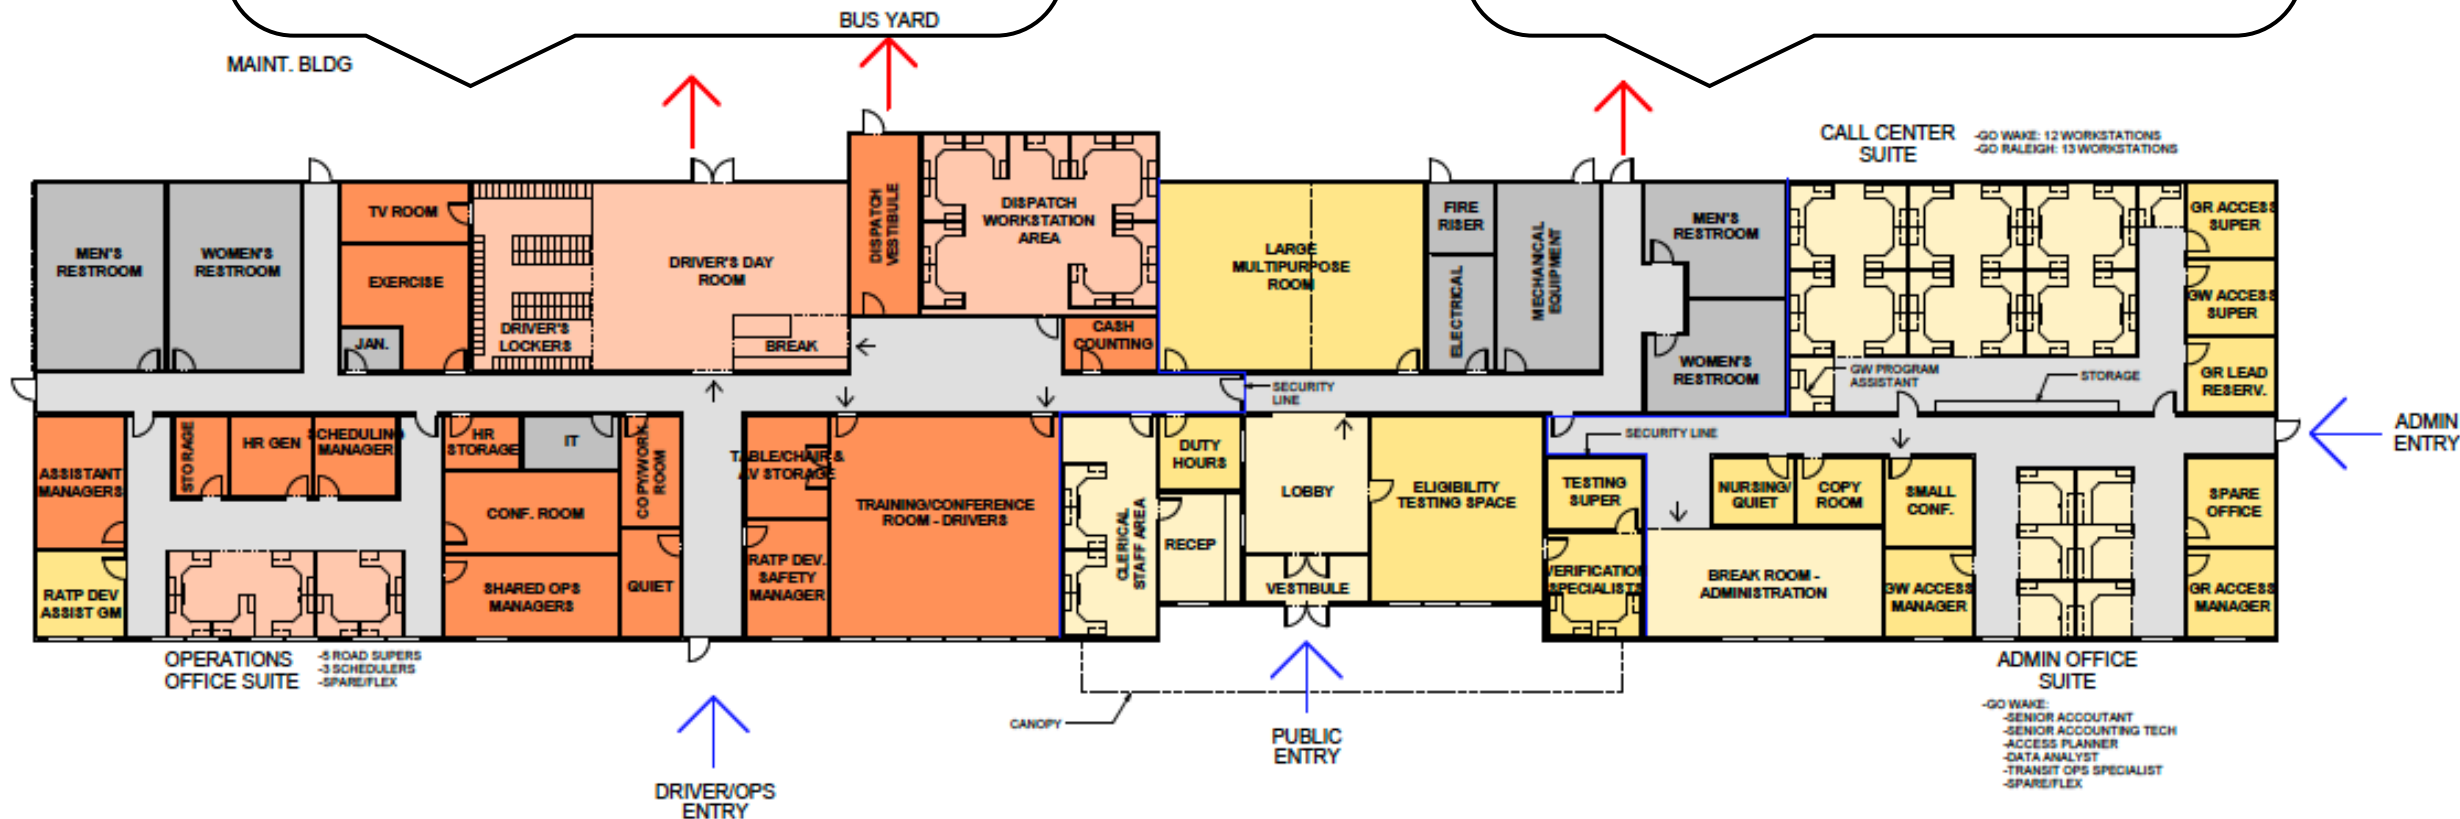 BUS YARD
MAINT. BLDG
CALL CENTER
SUITE
-GO WAKE: 12 WORKSTATIONS
-GO RALEIGH: 13 WORKSTATIONS
MEN'S
RESTROOM
WOMEN'S
RESTROOM
TV ROOM
EXERCISE
JAN.
DRIVER'S
LOCKERS
DRIVER'S DAY
ROOM
BREAK
DISPATCH
VESTIBULE
DISPATCH
WORKSTATION
AREA
CASH
COUNTING
LARGE
MULTIPURPOSE
ROOM
FIRE
RISER
ELECTRICAL
MECHANICAL
EQUIPMENT
MEN'S
RESTROOM
WOMEN'S
RESTROOM
GR ACCESS
SUPER
GW ACCESS
SUPER
GR LEAD
RESERV.
GW PROGRAM
ASSISTANT
STORAGE
SECURITY
LINE
SECURITY LINE
ADMIN
ENTRY
ASSISTANT
MANAGERS
STORAGE
HR GEN
SCHEDULING
MANAGER
HR
STORAGE
IT
COPY/WORK
ROOM
CONF. ROOM
SHARED OPS
MANAGERS
QUIET
RATP DEV
ASSIST GM
TABLE/CHAIR &
AV STORAGE
RATP DEV.
SAFETY
MANAGER
TRAINING/CONFERENCE
ROOM - DRIVERS
CLERICAL
STAFF AREA
DUTY
HOURS
RECEP
LOBBY
VESTIBULE
ELIGIBILITY
TESTING SPACE
TESTING
SUPER
VERIFICATION
SPECIALISTS
NURSING/
QUIET
COPY
ROOM
SMALL
CONF.
BREAK ROOM -
ADMINISTRATION
GW ACCESS
MANAGER
SPARE
OFFICE
GR ACCESS
MANAGER
OPERATIONS
OFFICE SUITE
-5 ROAD SUPERS
-3 SCHEDULERS
-SPARE/FLEX
CANOPY
DRIVER/OPS
ENTRY
PUBLIC
ENTRY
ADMIN OFFICE
SUITE
-GO WAKE:
-SENIOR ACCOUTANT
-SENIOR ACCOUNTING TECH
-ACCESS PLANNER
-DATA ANALYST
-TRANSIT OPS SPECIALIST
-SPARE/FLEX